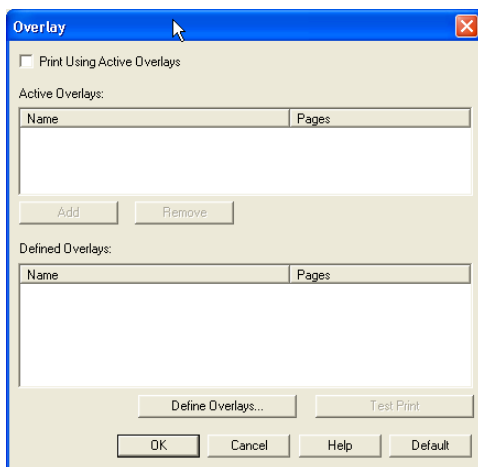 Overlay
Print Using Active Overlays
Active Overlays:
Name Pages
Add Remove
Defined Overlays:
Name Pages
Define Overlays... Test Print
OK Cancel Help Default